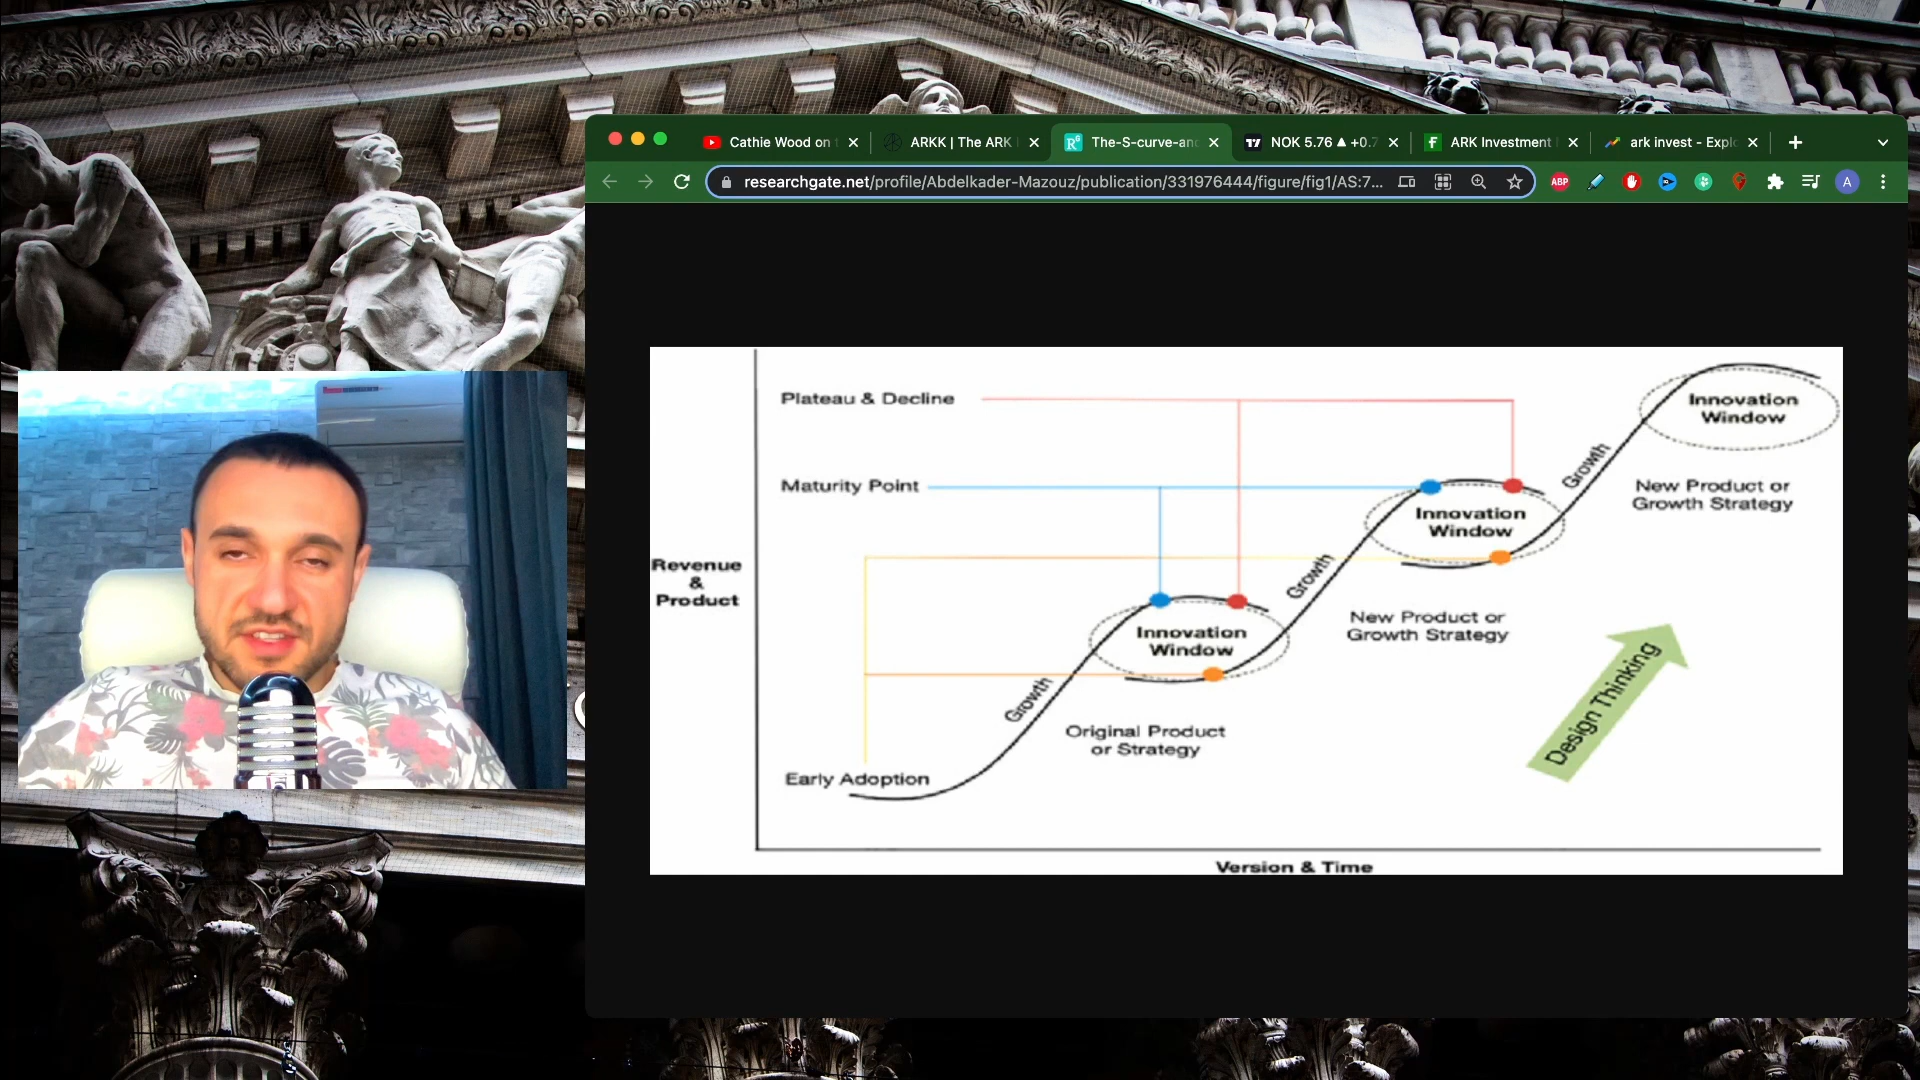 Cathie Wood on
ARKK | The ARK
The-S-curve-and
NOK 5.76 ▲ +0.7
ARK Investment
ark invest - Explo
researchgate.net/profile/Abdelkader-Mazouz/publication/331976444/figure/fig1/AS:7...
ABP
A
Plateau & Decline
Innovation
Window
Growth
Maturity Point
New Product or
Growth Strategy
Innovation
Window
Revenue
&
Product
Growth
New Product or
Growth Strategy
Innovation
Window
Design Thinking
Growth
Original Product
or Strategy
Early Adoption
Version & Time